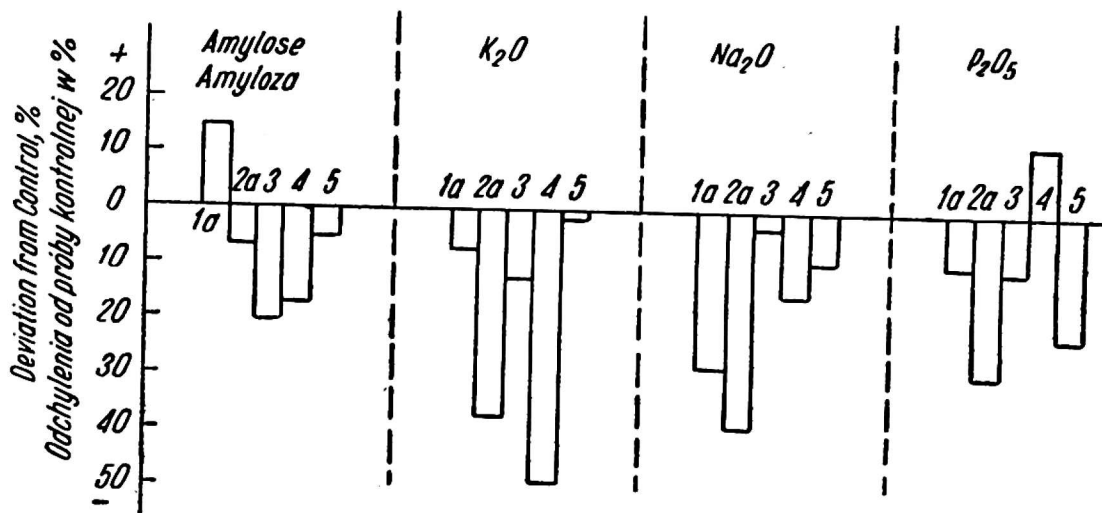 Deviation from Control, %
Odchylenia od próby kontrolnej w %
+
20
10
0
10
20
30
40
50
−
Amylose
Amyloza
1a 2a 3 4 5
K₂O
1a 2a 3 4 5
Na₂O
1a 2a 3 4 5
P₂O₅
1a 2a 3 4 5